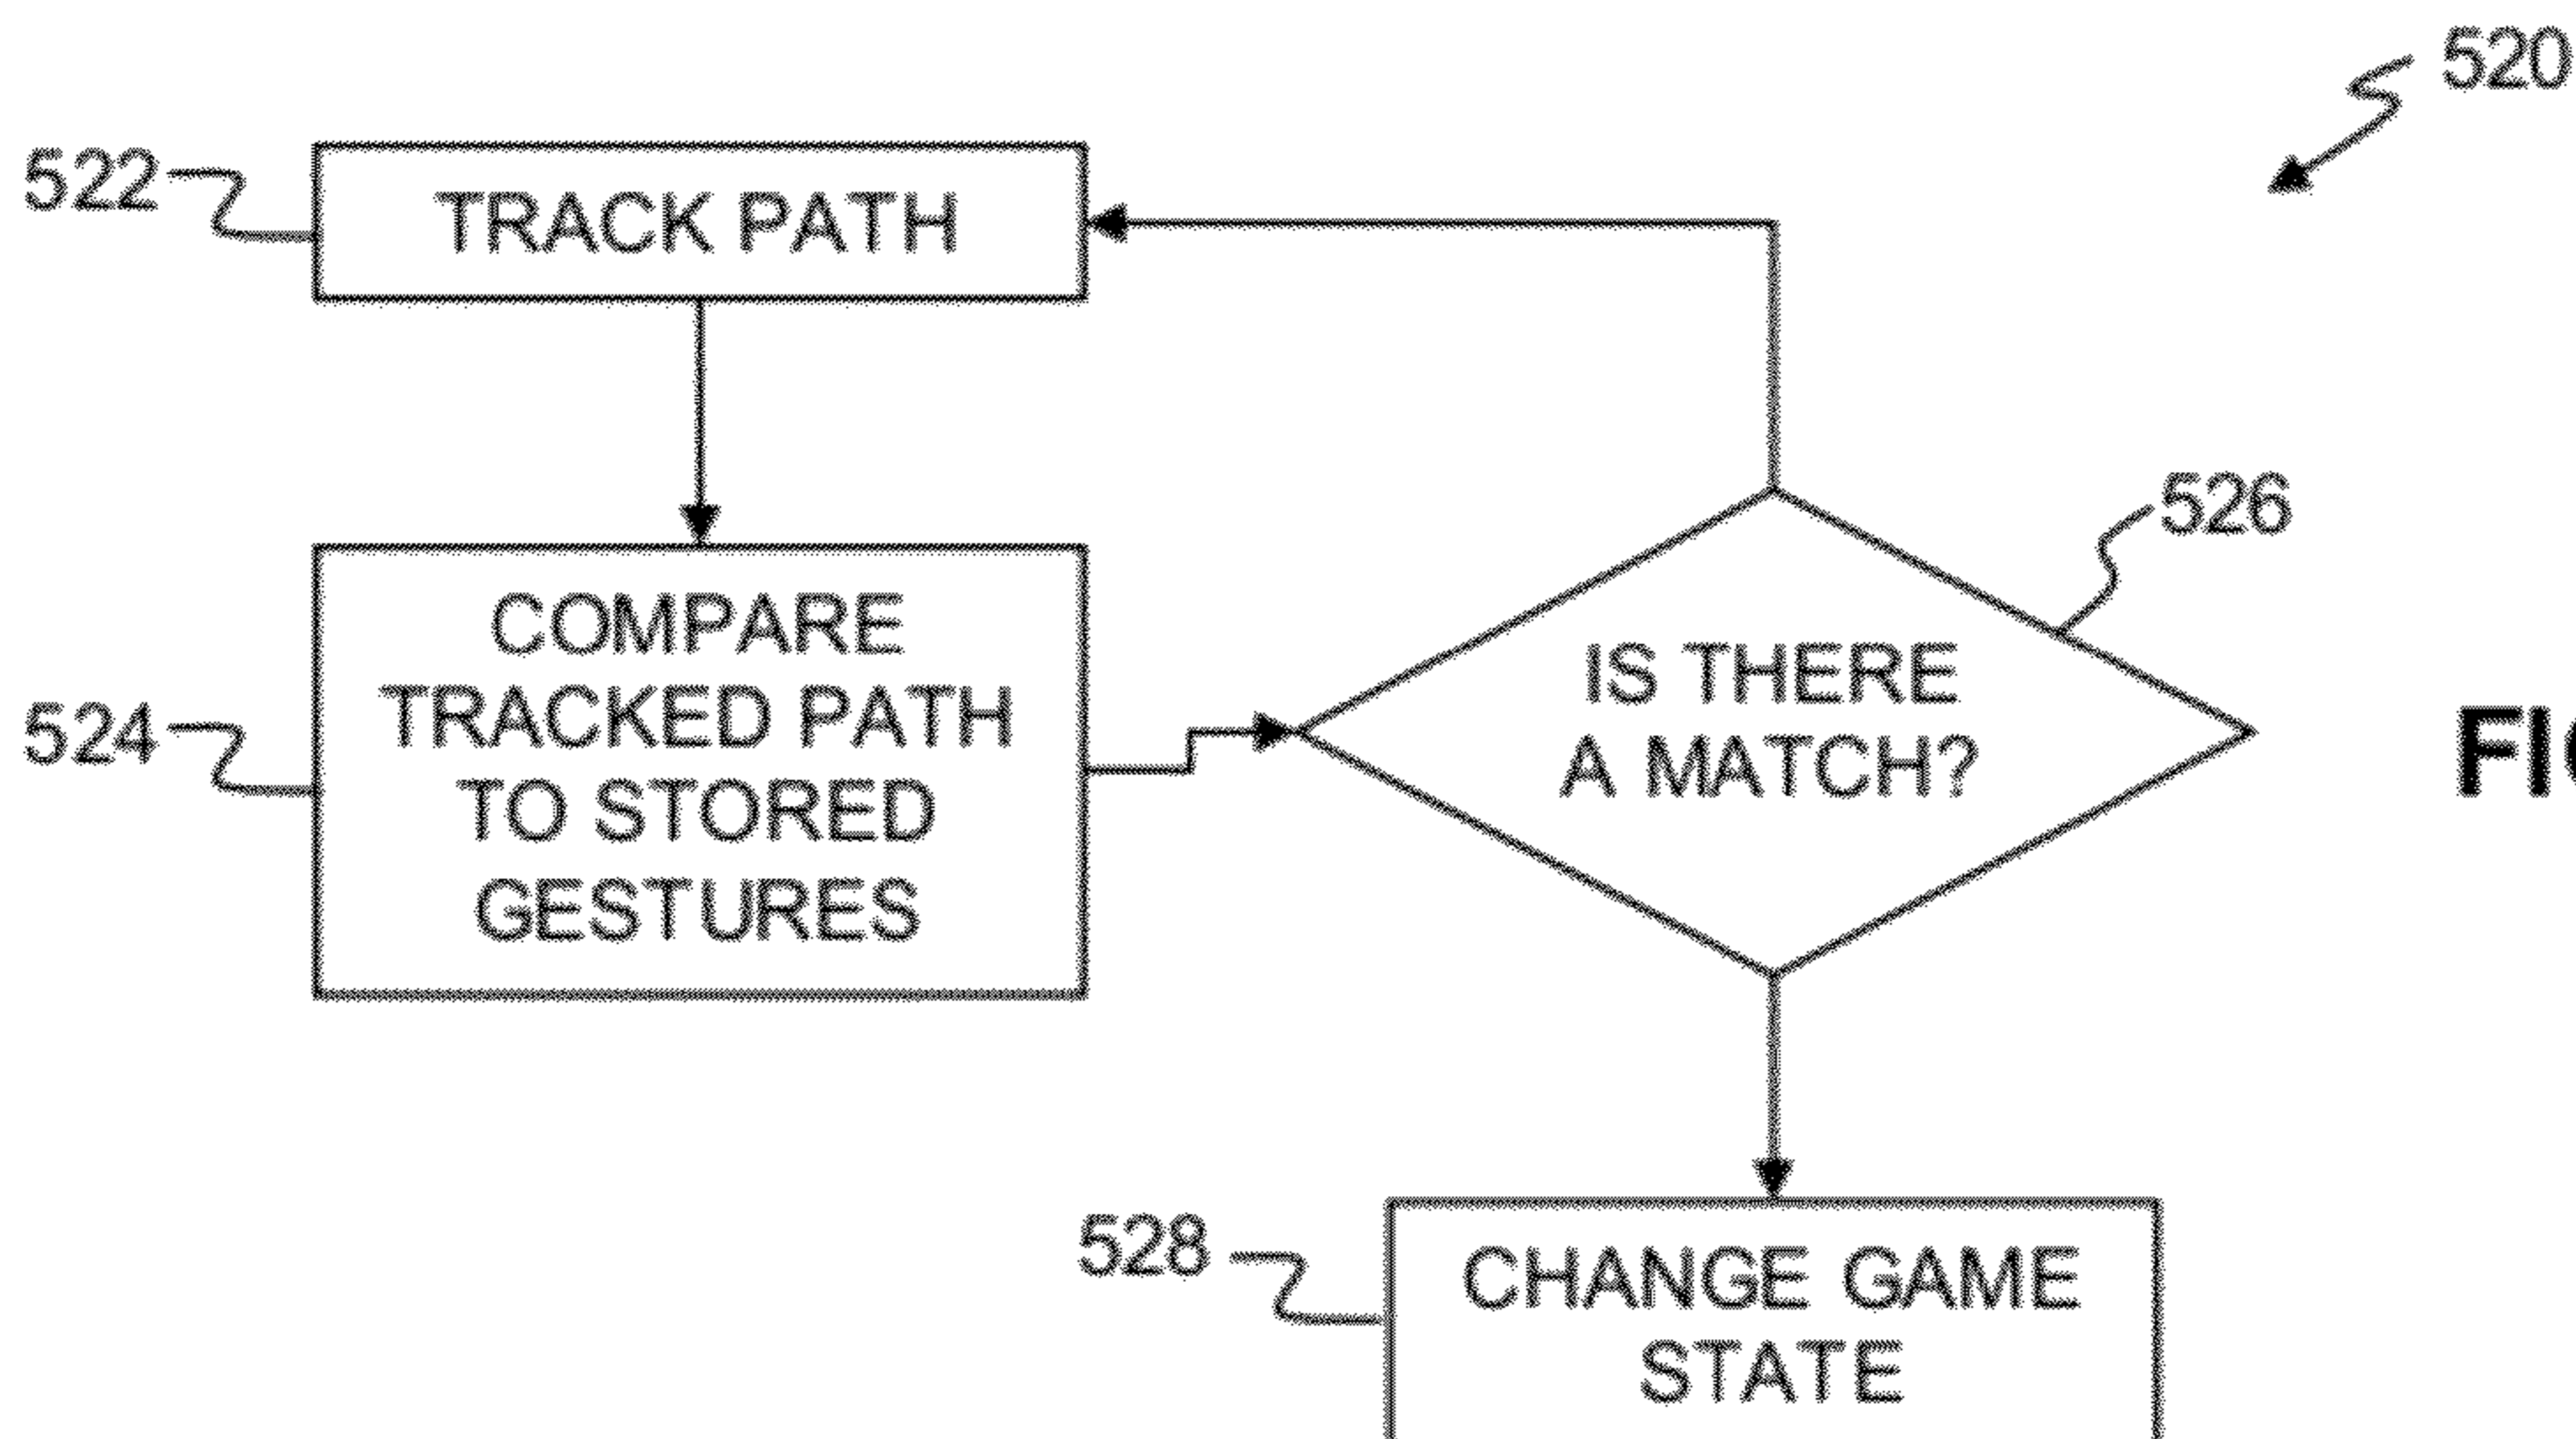 520
522
TRACK PATH
526
COMPARE
TRACKED PATH
TO STORED
GESTURES
524
IS THERE
A MATCH?
528
CHANGE GAME
STATE